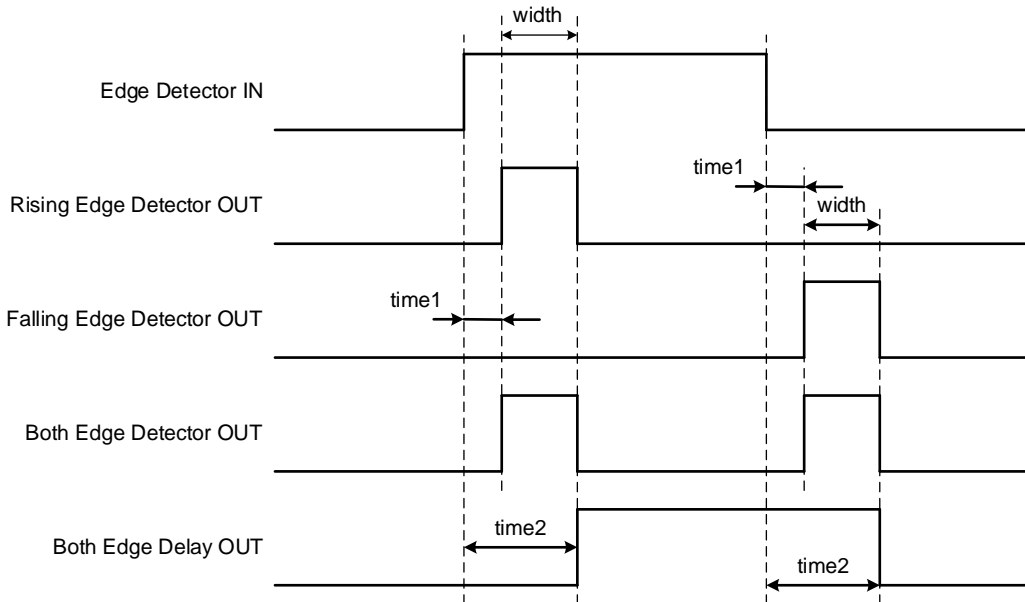 width
Edge Detector IN
time1
Rising Edge Detector OUT
width
time1
Falling Edge Detector OUT
Both Edge Detector OUT
time2
Both Edge Delay OUT
time2